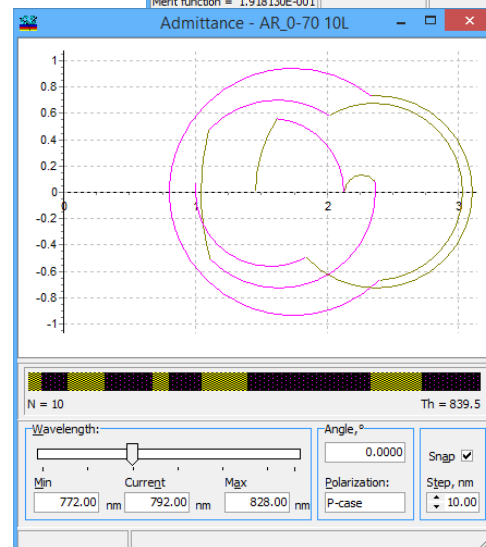 Merit function = 1.918130E-001
Admittance - AR_0-70 10L
1
0.8
0.6
0.4
0.2
0
-0.2
-0.4
-0.6
-0.8
-1
0 1 2 3
N = 10 Th = 839.5
Wavelength:
Min Current Max
772.00 nm 792.00 nm 828.00 nm
Angle,°
0.0000
Polarization:
P-case
Snap
Step, nm
10.00